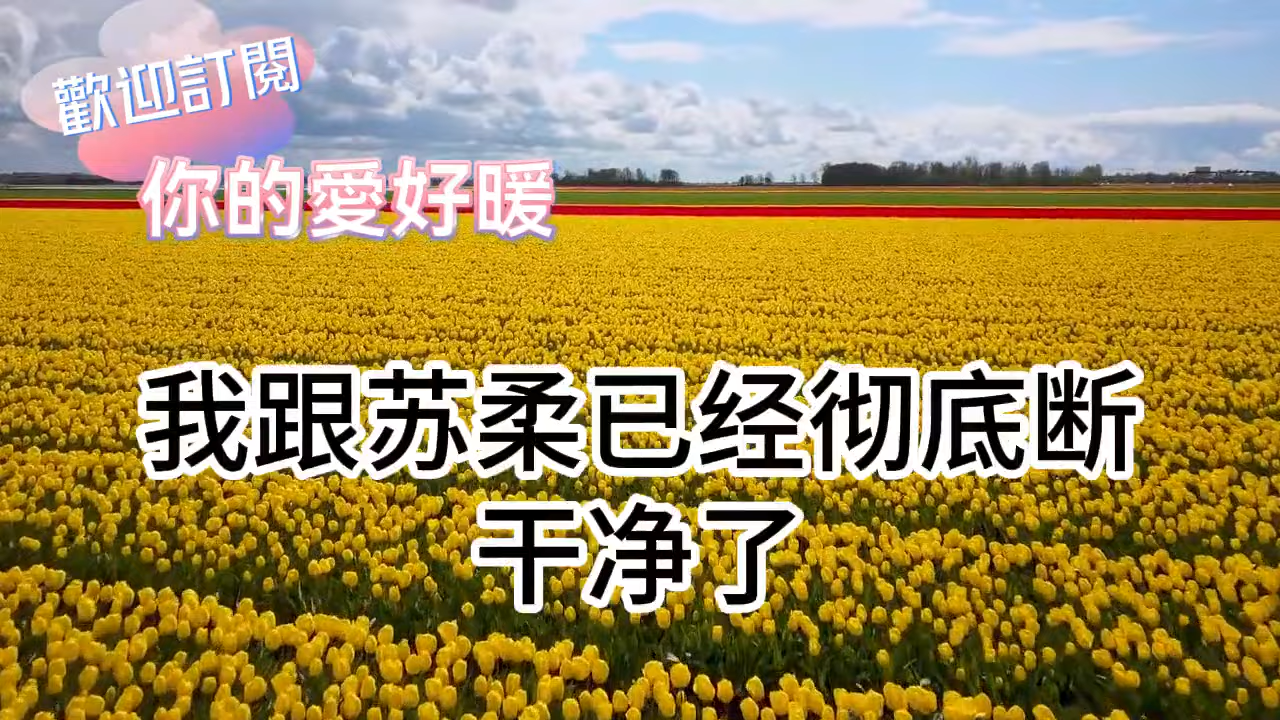 歡迎訂閱
你的愛好暖
我跟苏柔已经彻底断
干净了